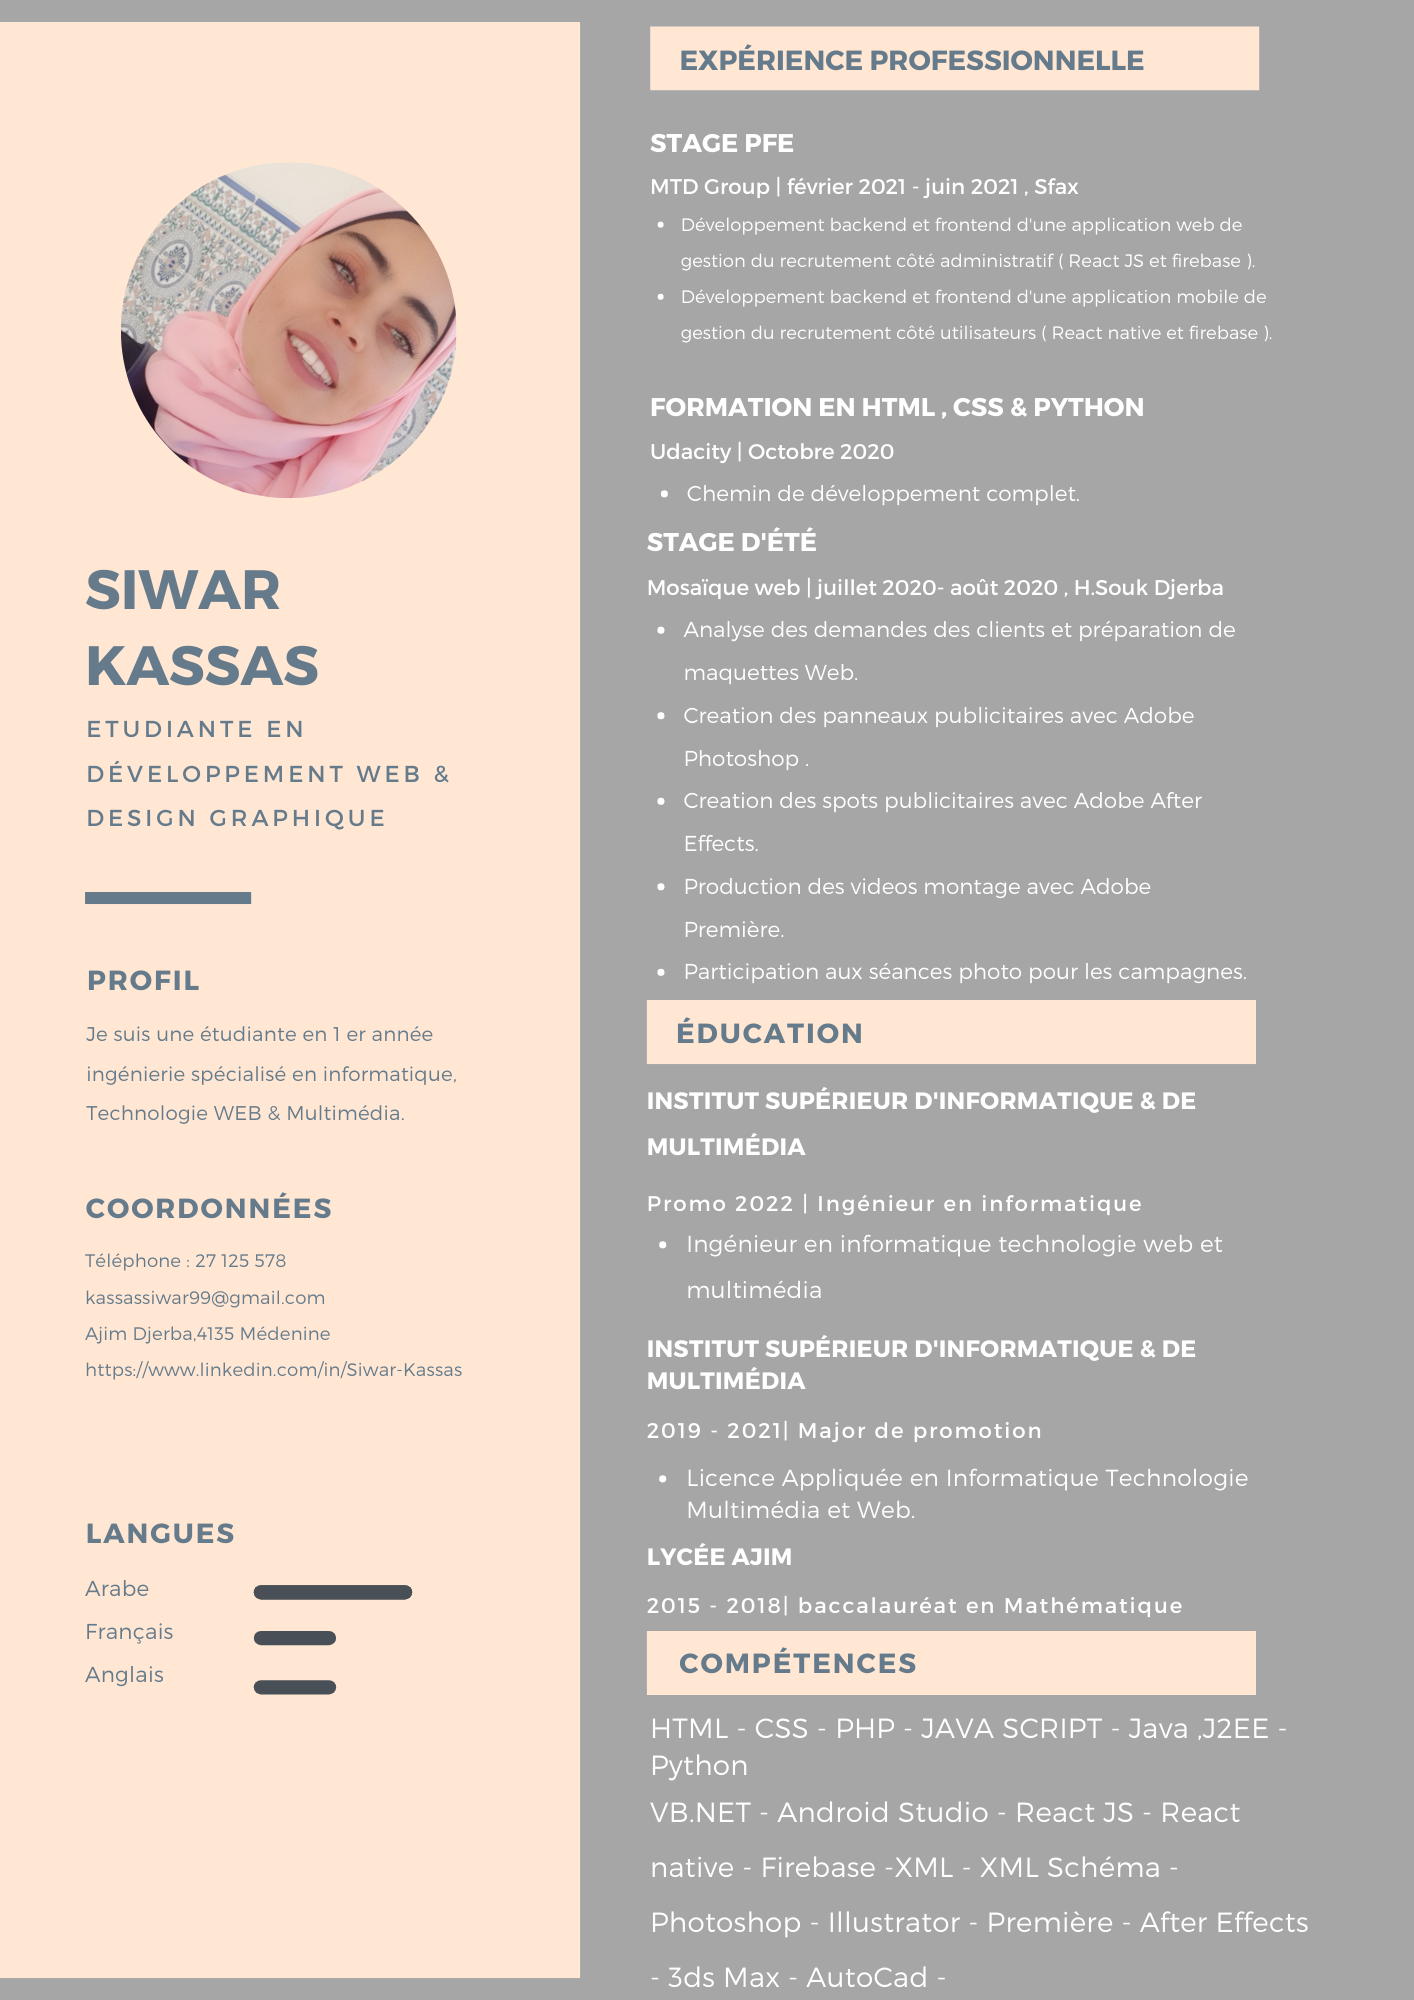 SIWAR
KASSAS
ETUDIANTE EN
DÉVELOPPEMENT WEB &
DESIGN GRAPHIQUE
PROFIL
Je suis une étudiante en 1 er année
ingénierie spécialisé en informatique,
Technologie WEB & Multimédia.
COORDONNÉES
Téléphone : 27 125 578
kassassiwar99@gmail.com
Ajim Djerba,4135 Médenine
https://www.linkedin.com/in/Siwar-Kassas
LANGUES
Arabe
Français
Anglais
EXPÉRIENCE PROFESSIONNELLE
STAGE PFE
MTD Group | février 2021 - juin 2021 , Sfax
• Développement backend et frontend d'une application web de
gestion du recrutement côté administratif ( React JS et firebase ).
• Développement backend et frontend d'une application mobile de
gestion du recrutement côté utilisateurs ( React native et firebase ).
FORMATION EN HTML , CSS & PYTHON
Udacity | Octobre 2020
• Chemin de développement complet.
STAGE D'ÉTÉ
Mosaïque web | juillet 2020- août 2020 , H.Souk Djerba
• Analyse des demandes des clients et préparation de
maquettes Web.
• Creation des panneaux publicitaires avec Adobe
Photoshop .
• Creation des spots publicitaires avec Adobe After
Effects.
• Production des videos montage avec Adobe
Première.
• Participation aux séances photo pour les campagnes.
ÉDUCATION
INSTITUT SUPÉRIEUR D'INFORMATIQUE & DE
MULTIMÉDIA
Promo 2022 | Ingénieur en informatique
• Ingénieur en informatique technologie web et
multimédia
INSTITUT SUPÉRIEUR D'INFORMATIQUE & DE
MULTIMÉDIA
2019 - 2021| Major de promotion
• Licence Appliquée en Informatique Technologie
Multimédia et Web.
LYCÉE AJIM
2015 - 2018| baccalauréat en Mathématique
COMPÉTENCES
HTML - CSS - PHP - JAVA SCRIPT - Java ,J2EE -
Python
VB.NET - Android Studio - React JS - React
native - Firebase -XML - XML Schéma -
Photoshop - Illustrator - Première - After Effects
- 3ds Max - AutoCad -